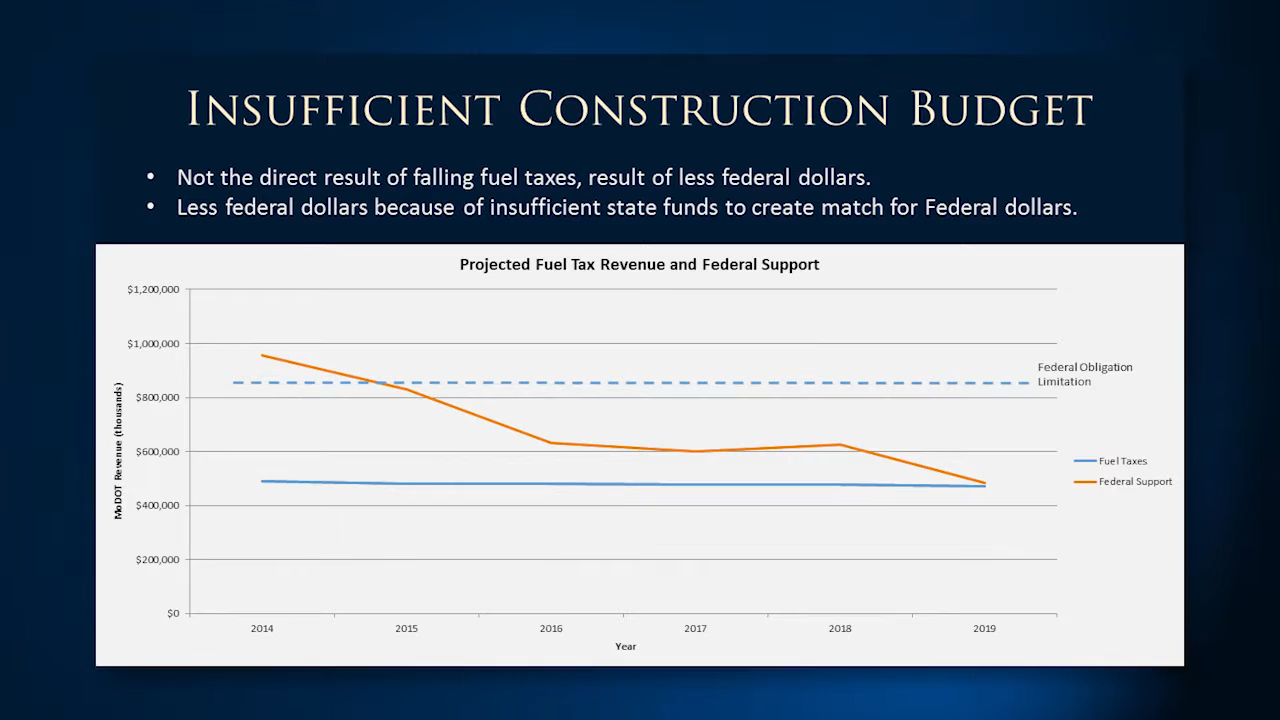 INSUFFICIENT CONSTRUCTION BUDGET
• Not the direct result of falling fuel taxes, result of less federal dollars.
• Less federal dollars because of insufficient state funds to create match for Federal dollars.
Projected Fuel Tax Revenue and Federal Support
$1,200,000
$1,000,000
$800,000
$600,000
$400,000
$200,000
$0
MoDOT Revenue (thousands)
Federal Obligation
Limitation
Fuel Taxes
Federal Support
2014 2015 2016 2017 2018 2019
Year